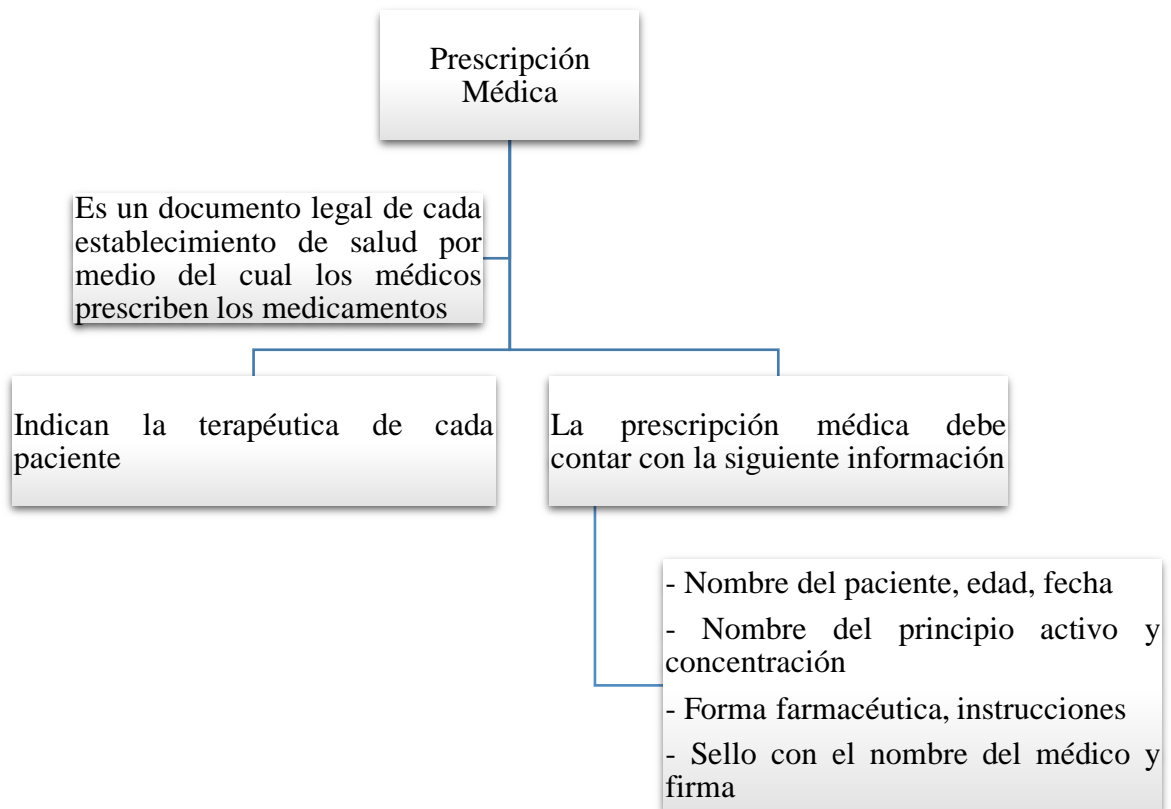 Prescripción
Médica
Es un documento legal de cada
establecimiento de salud por
medio del cual los médicos
prescriben los medicamentos
Indican la terapéutica de cada
paciente
La prescripción médica debe
contar con la siguiente información
- Nombre del paciente, edad, fecha
- Nombre del principio activo y
concentración
- Forma farmacéutica, instrucciones
- Sello con el nombre del médico y
firma